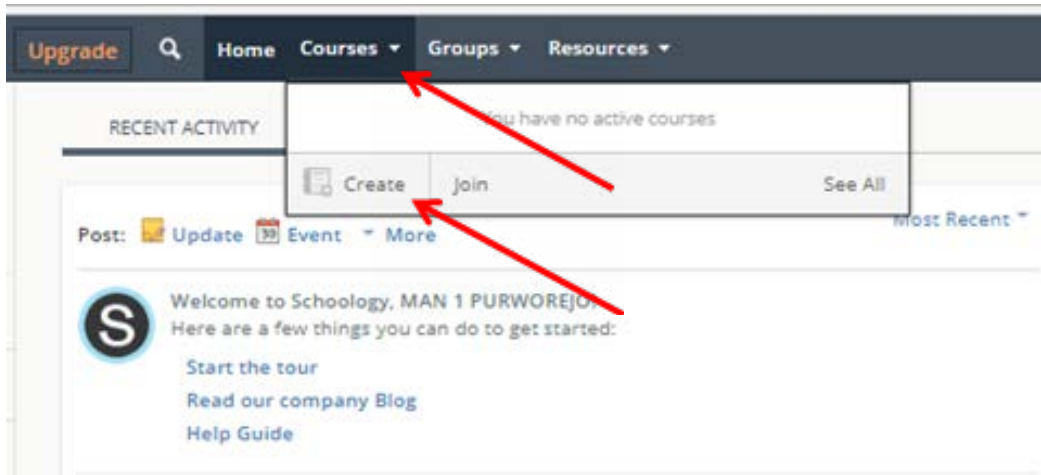 Upgrade Home Courses Groups Resources
You have no active courses
RECENT ACTIVITY
Create Join See All
Most Recent
Post: Update 30 Event More
S
Welcome to Schoology, MAN 1 PURWOREJO!
Here are a few things you can do to get started:
Start the tour
Read our company Blog
Help Guide